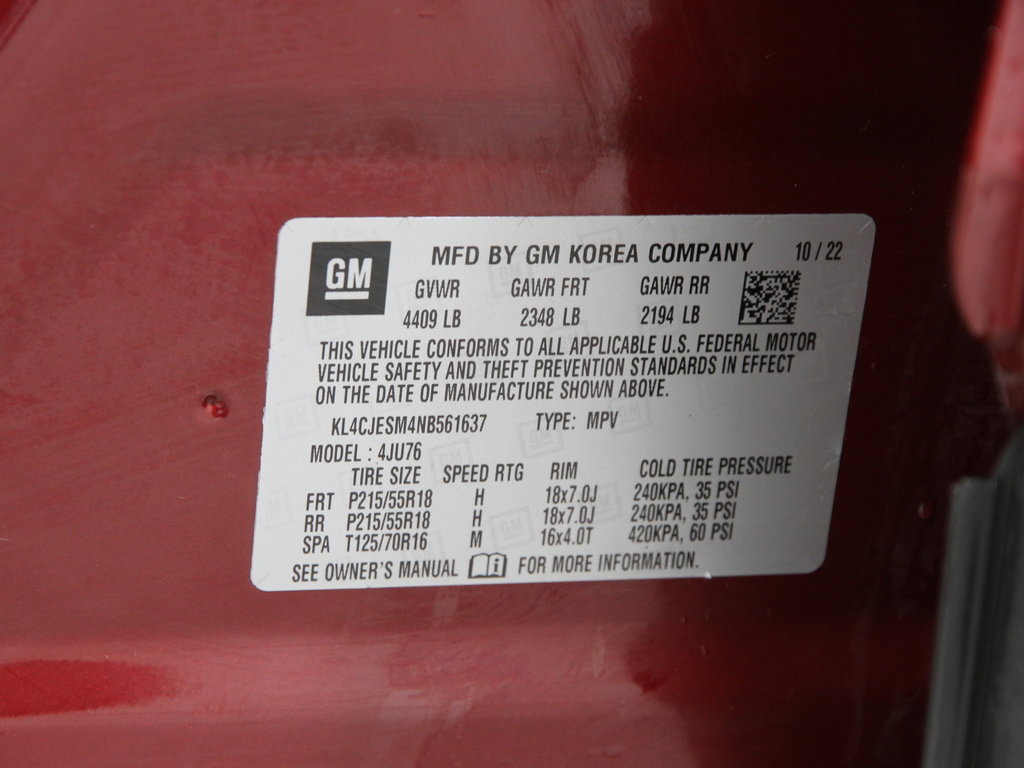 GM
MFD BY GM KOREA COMPANY 10 / 22
GVWR GAWR FRT GAWR RR
4409 LB 2348 LB 2194 LB
THIS VEHICLE CONFORMS TO ALL APPLICABLE U.S. FEDERAL MOTOR
VEHICLE SAFETY AND THEFT PREVENTION STANDARDS IN EFFECT
ON THE DATE OF MANUFACTURE SHOWN ABOVE.
KL4CJESM4NB561637 TYPE: MPV
MODEL : 4JU76
TIRE SIZE SPEED RTG RIM COLD TIRE PRESSURE
FRT P215/55R18 H 18x7.0J 240KPA, 35 PSI
RR P215/55R18 H 18x7.0J 240KPA, 35 PSI
SPA T125/70R16 M 16x4.0T 420KPA, 60 PSI
SEE OWNER'S MANUAL FOR MORE INFORMATION.